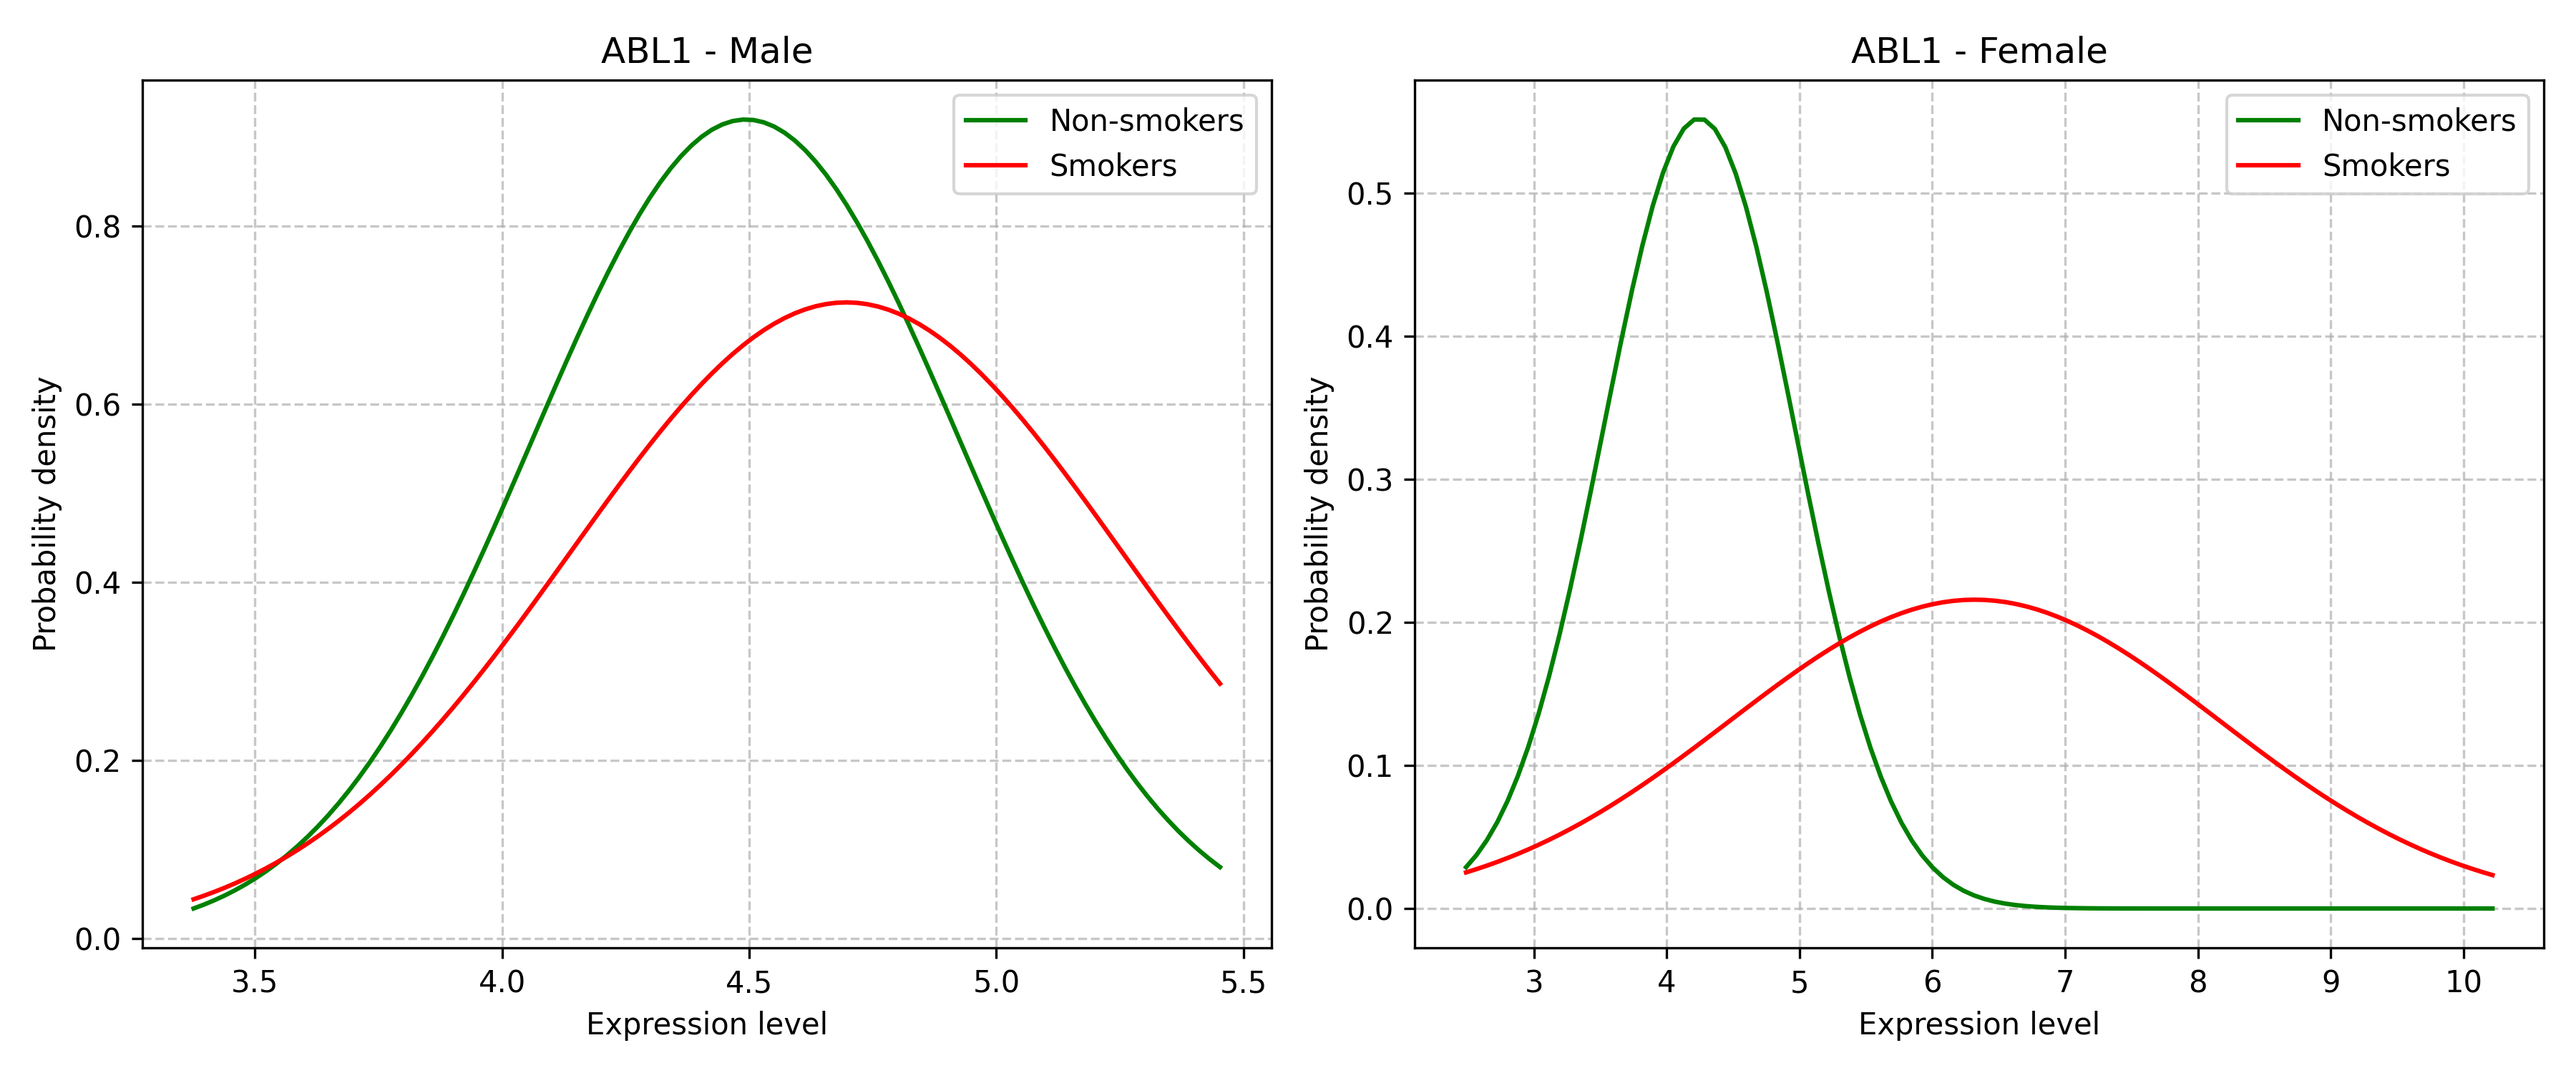 ABL1 - Male
Non-smokers
Smokers
Probability density
0.8
0.6
0.4
0.2
0.0
3.5 4.0 4.5 5.0 5.5
Expression level
ABL1 - Female
Non-smokers
Smokers
Probability density
0.5
0.4
0.3
0.2
0.1
0.0
3 4 5 6 7 8 9 10
Expression level